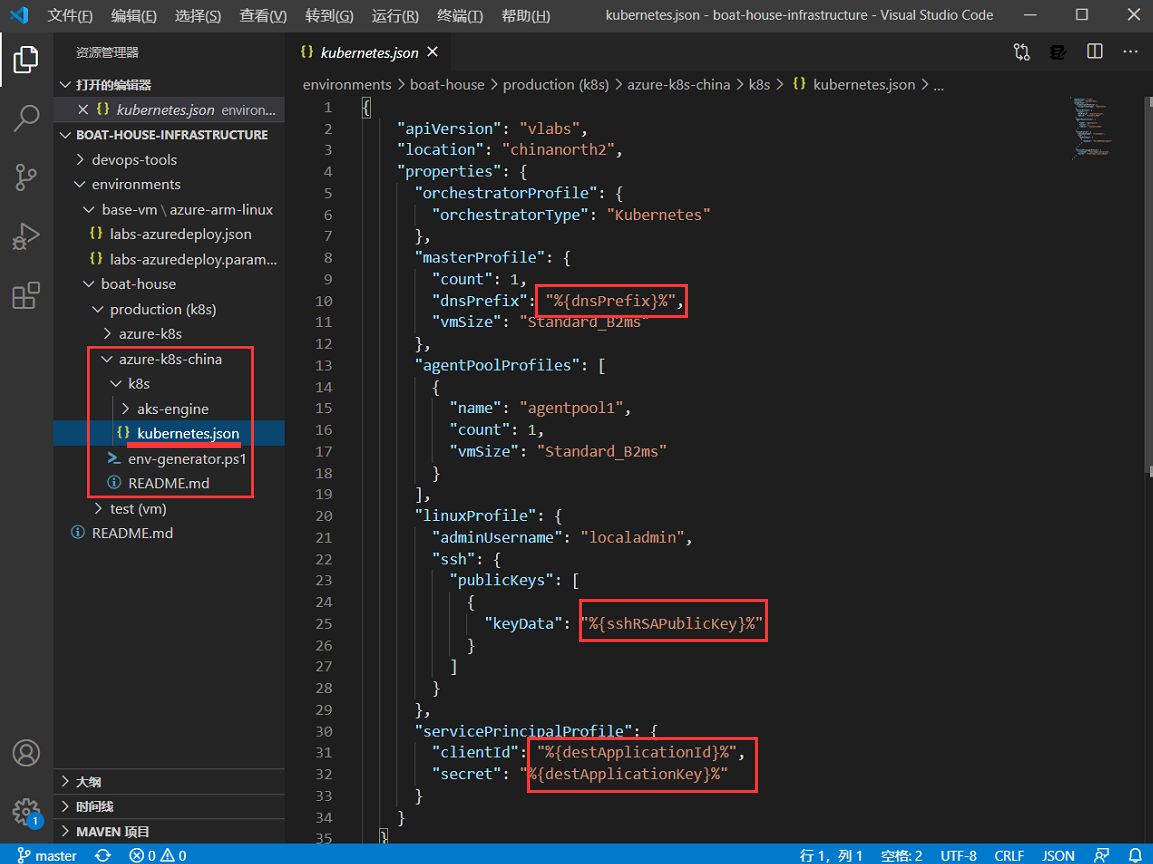 文件(F) 编辑(E) 选择(S) 查看(V) 转到(G) 运行(R) 终端(T) 帮助(H) kubernetes.json - boat-house-infrastructure - Visual Studio Code
资源管理器
打开的编辑器
kubernetes.json environ...
BOAT-HOUSE-INFRASTRUCTURE
devops-tools
environments
base-vm \ azure-arm-linux
labs-azuredeploy.json
labs-azuredeploy.param...
boat-house
production (k8s)
azure-k8s
azure-k8s-china
k8s
aks-engine
kubernetes.json
env-generator.ps1
README.md
test (vm)
README.md
大纲
时间线
MAVEN 项目
1
{} kubernetes.json
environments > boat-house > production (k8s) > azure-k8s-china > k8s > {} kubernetes.json > ...
1 {
2 "apiVersion": "vlabs",
3 "location": "chinanorth2",
4 "properties": {
5 "orchestratorProfile": {
6 "orchestratorType": "Kubernetes"
7 },
8 "masterProfile": {
9 "count": 1,
10 "dnsPrefix": "%{dnsPrefix}%",
11 "vmSize": "Standard_B2ms"
12 },
13 "agentPoolProfiles": [
14 {
15 "name": "agentpool1",
16 "count": 1,
17 "vmSize": "Standard_B2ms"
18 }
19 ],
20 "linuxProfile": {
21 "adminUsername": "localadmin",
22 "ssh": {
23 "publicKeys": [
24 {
25 "keyData": "%{sshRSAPublicKey}%"
26 }
27 ]
28 }
29 },
30 "servicePrincipalProfile": {
31 "clientId": "%{destApplicationId}%",
32 "secret": "%{destApplicationKey}%"
33 }
34 }
35 }
master 0 0 行 1，列 1 空格: 2 UTF-8 CRLF JSON